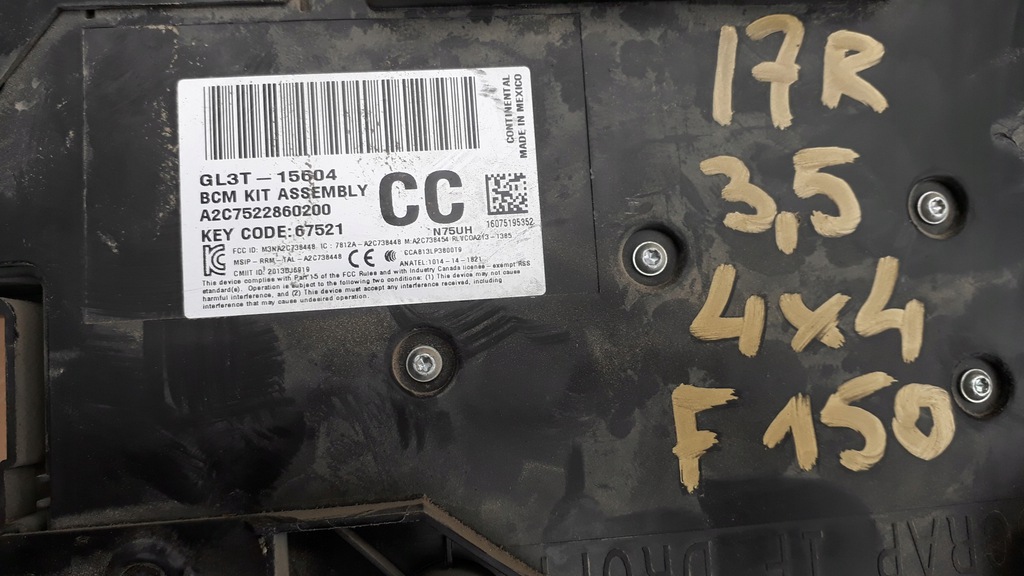 CONTINENTAL
MADE IN MEXICO
GL3T-15604
BCM KIT ASSEMBLY
A2C7522860200
KEY CODE:67521
CC
N75UH
16075195352
FCC ID: M3NA2C738448 IC: 7812A-A2C738448 M:A2C738454
MSIP-RRM-TAL-A2C738448
CCAB13LP3800T9
CMIIT ID: 2013DJ6919
ANATEL:1014-14-1821
This device complies with Part 15 of the FCC Rules and with Industry Canada license-exempt RSS
standard(s). Operation is subject to the following two conditions: (1) This device may not cause
harmful interference, and (2) This device must accept any interference received, including
interference that may cause undesired operation.
17R
3,5
4x4
F 150